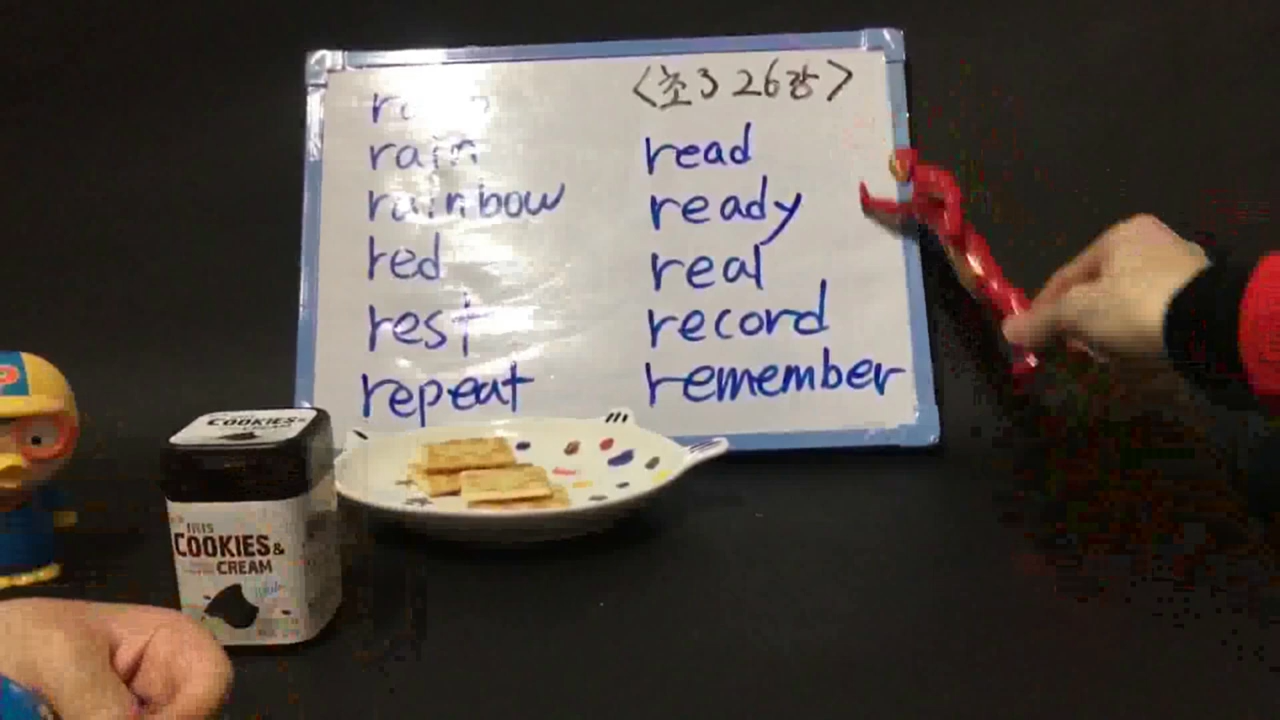 <초3 26강>
rain
rainbow
red
rest
repeat
read
ready
real
record
remember
COOKIES&
COOKIES&
CREAM
P